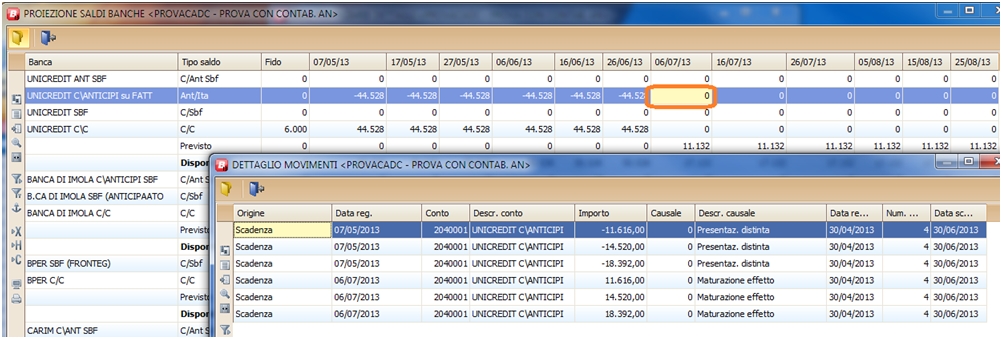 PROIEZIONE SALDI BANCHE <PROVACADC - PROVA CON CONTAB. AN>
Banca Tipo saldo Fido 07/05/13 17/05/13 27/05/13 06/06/13 16/06/13 26/06/13 06/07/13 16/07/13 26/07/13 05/08/13 15/08/13 25/08/13
UNICREDIT ANT SBF C/Ant Sbf 0 0 0 0 0 0 0 0 0 0 0 0 0
UNICREDIT C\ANTICIPI su FATT Ant/Ita 0 -44.528 -44.528 -44.528 -44.528 -44.528 -44.528 0 0 0 0 0 0
UNICREDIT SBF C/Sbf 0 0 0 0 0 0 0 0 0 0 0 0 0
UNICREDIT C\C C/C 6.000 44.528 44.528 44.528 44.528 44.528 44.528 0 0 0 0 0 0
Previsto 11.132 11.132 11.132 11.132 11.132 11.132
Dispon
DETTAGLIO MOVIMENTI <PROVACADC - PROVA CON CONTAB. AN>
BANCA DI IMOLA C\ANTICIPI SBF C/Ant S
B.CA DI IMOLA SBF (ANTICIPAATO C/Sbf
BANCA DI IMOLA C/C C/C
Previsto
Dispor
BPER SBF (FRONTEG) C/Sbf
BPER C/C C/C
Previsto
Dispor
CARIM C\ANT SBF C/Ant S
Origine Data reg. Conto Descr. conto Importo Causale Descr. causale Data re... Num. ... Data sc...
Scadenza 07/05/2013 2040001 UNICREDIT C\ANTICIPI -11.616,00 0 Presentaz. distinta 30/04/2013 4 30/06/2013
Scadenza 07/05/2013 2040001 UNICREDIT C\ANTICIPI -14.520,00 0 Presentaz. distinta 30/04/2013 4 30/06/2013
Scadenza 07/05/2013 2040001 UNICREDIT C\ANTICIPI -18.392,00 0 Presentaz. distinta 30/04/2013 4 30/06/2013
Scadenza 06/07/2013 2040001 UNICREDIT C\ANTICIPI 11.616,00 0 Maturazione effetto 30/04/2013 4 30/06/2013
Scadenza 06/07/2013 2040001 UNICREDIT C\ANTICIPI 14.520,00 0 Maturazione effetto 30/04/2013 4 30/06/2013
Scadenza 06/07/2013 2040001 UNICREDIT C\ANTICIPI 18.392,00 0 Maturazione effetto 30/04/2013 4 30/06/2013